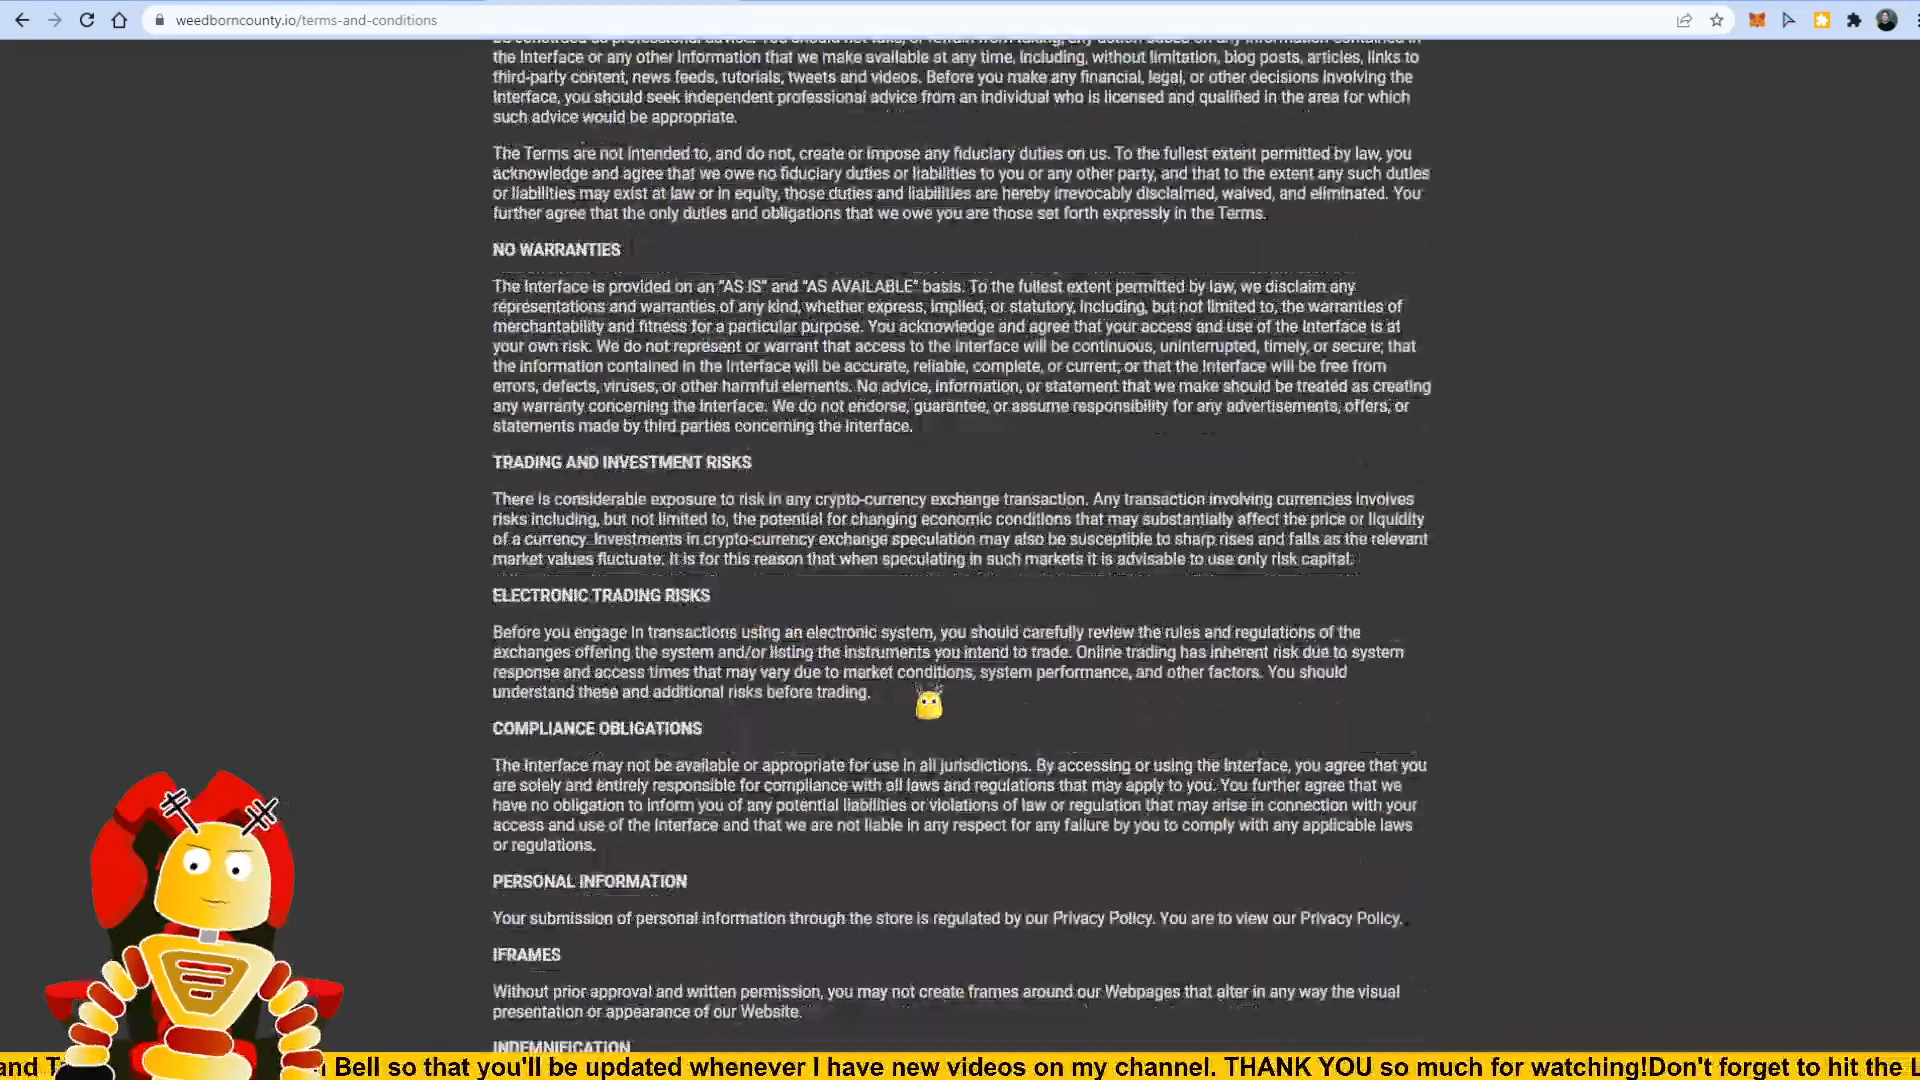 weedborncounty.io/terms-and-conditions
the Interface or any other Information that we make available at any time, including, without limitation, blog posts, articles, links to
third-party content, news feeds, tutorials, tweets and videos. Before you make any financial, legal, or other decisions involving the
Interface, you should seek independent professional advice from an individual who is licensed and qualified in the area for which
such advice would be appropriate.
The Terms are not intended to, and do not, create or impose any fiduciary duties on us. To the fullest extent permitted by law, you
acknowledge and agree that we owe no fiduciary duties or liabilities to you or any other party, and that to the extent any such duties
or liabilities may exist at law or in equity, those duties and liabilities are hereby irrevocably disclaimed, waived, and eliminated. You
further agree that the only duties and obligations that we owe you are those set forth expressly in the Terms.
NO WARRANTIES
The Interface is provided on an "AS IS" and "AS AVAILABLE" basis. To the fullest extent permitted by law, we disclaim any
representations and warranties of any kind, whether express, implied, or statutory, including, but not limited to, the warranties of
merchantability and fitness for a particular purpose. You acknowledge and agree that your access and use of the Interface is at
your own risk. We do not represent or warrant that access to the Interface will be continuous, uninterrupted, timely, or secure; that
the information contained in the Interface will be accurate, reliable, complete, or current; or that the Interface will be free from
errors, defects, viruses, or other harmful elements. No advice, information, or statement that we make should be treated as creating
any warranty concerning the Interface. We do not endorse, guarantee, or assume responsibility for any advertisements, offers, or
statements made by third parties concerning the Interface.
TRADING AND INVESTMENT RISKS
There is considerable exposure to risk in any crypto-currency exchange transaction. Any transaction involving currencies involves
risks including, but not limited to, the potential for changing economic conditions that may substantially affect the price or liquidity
of a currency. Investments in crypto-currency exchange speculation may also be susceptible to sharp rises and falls as the relevant
market values fluctuate. It is for this reason that when speculating in such markets it is advisable to use only risk capital.
ELECTRONIC TRADING RISKS
Before you engage in transactions using an electronic system, you should carefully review the rules and regulations of the
exchanges offering the system and/or listing the instruments you intend to trade. Online trading has inherent risk due to system
response and access times that may vary due to market conditions, system performance, and other factors. You should
understand these and additional risks before trading.
COMPLIANCE OBLIGATIONS
The Interface may not be available or appropriate for use in all jurisdictions. By accessing or using the Interface, you agree that you
are solely and entirely responsible for compliance with all laws and regulations that may apply to you. You further agree that we
have no obligation to inform you of any potential liabilities or violations of law or regulation that may arise in connection with your
access and use of the Interface and that we are not liable in any respect for any failure by you to comply with any applicable laws
or regulations.
PERSONAL INFORMATION
Your submission of personal information through the store is regulated by our Privacy Policy. You are to view our Privacy Policy.
IFRAMES
Without prior approval and written permission, you may not create frames around our Webpages that alter in any way the visual
presentation or appearance of our Website.
INDEMNIFICATION
and Bell so that you'll be updated whenever I have new videos on my channel. THANK YOU so much for watching!Don't forget to hit the